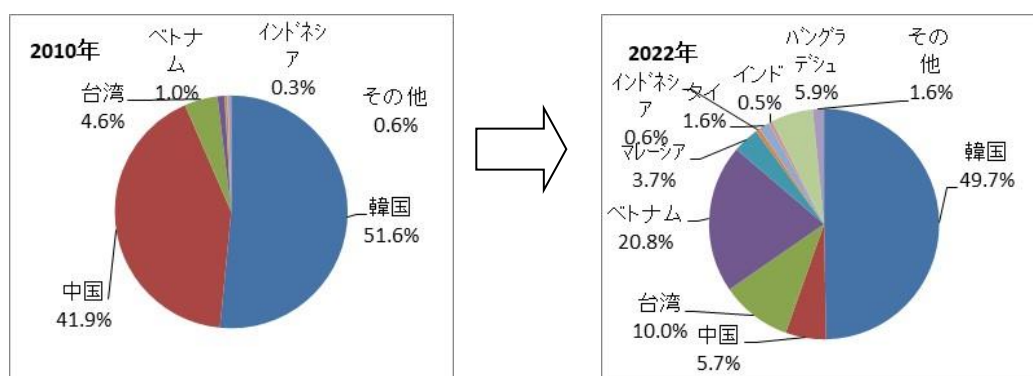 2010年
ベトナ
ム
1.0%
インドネシ
ア
0.3%
台湾
4.6%
その他
0.6%
韓国
51.6%
中国
41.9%
2022年
インドネシ
ア
0.6%
タイ
1.6%
インド
0.5%
バングラ
デシュ
5.9%
その
他
1.6%
マレーシア
3.7%
韓国
49.7%
ベトナム
20.8%
台湾
10.0%
中国
5.7%